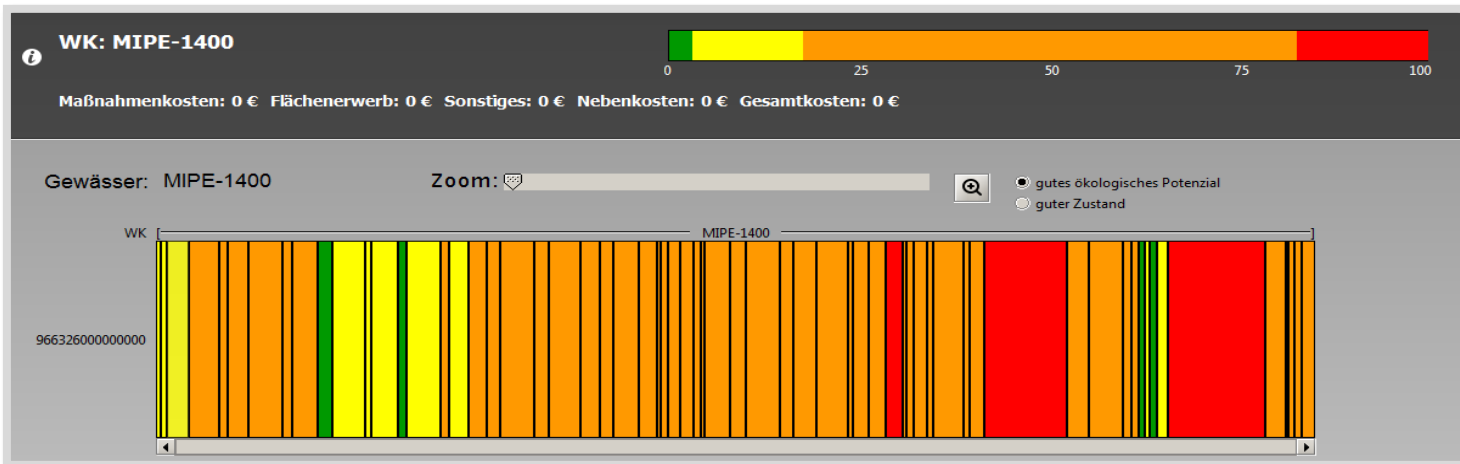 WK: MIPE-1400
0 25 50 75 100
Maßnahmenkosten: 0 € Flächenerwerb: 0 € Sonstiges: 0 € Nebenkosten: 0 € Gesamtkosten: 0 €
Gewässer: MIPE-1400 Zoom:
gutes ökologisches Potenzial
guter Zustand
WK [ MIPE-1400 ]
966326000000000